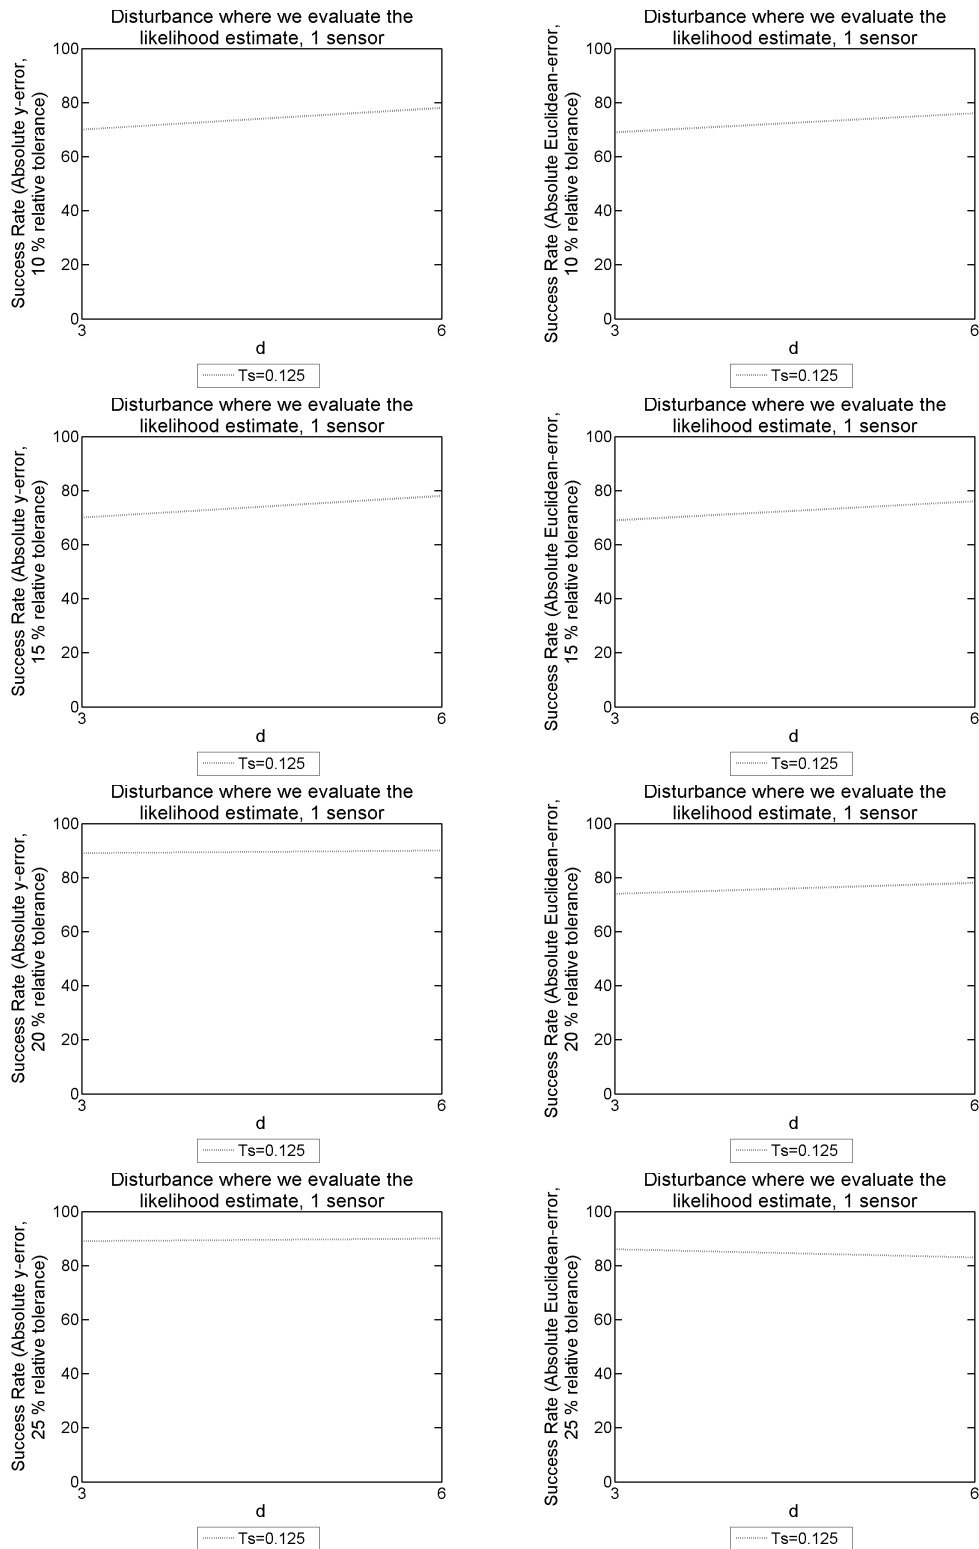 Disturbance where we evaluate the
likelihood estimate, 1 sensor
Success Rate (Absolute y-error,
10 % relative tolerance)
100
80
60
40
20
0
3
6
d
Ts=0.125
Disturbance where we evaluate the
likelihood estimate, 1 sensor
Success Rate (Absolute Euclidean-error,
10 % relative tolerance)
100
80
60
40
20
0
3
6
d
Ts=0.125
Disturbance where we evaluate the
likelihood estimate, 1 sensor
Success Rate (Absolute y-error,
15 % relative tolerance)
100
80
60
40
20
0
3
6
d
Ts=0.125
Disturbance where we evaluate the
likelihood estimate, 1 sensor
Success Rate (Absolute Euclidean-error,
15 % relative tolerance)
100
80
60
40
20
0
3
6
d
Ts=0.125
Disturbance where we evaluate the
likelihood estimate, 1 sensor
Success Rate (Absolute y-error,
20 % relative tolerance)
100
80
60
40
20
0
3
6
d
Ts=0.125
Disturbance where we evaluate the
likelihood estimate, 1 sensor
Success Rate (Absolute Euclidean-error,
20 % relative tolerance)
100
80
60
40
20
0
3
6
d
Ts=0.125
Disturbance where we evaluate the
likelihood estimate, 1 sensor
Success Rate (Absolute y-error,
25 % relative tolerance)
100
80
60
40
20
0
3
6
d
Ts=0.125
Disturbance where we evaluate the
likelihood estimate, 1 sensor
Success Rate (Absolute Euclidean-error,
25 % relative tolerance)
100
80
60
40
20
0
3
6
d
Ts=0.125